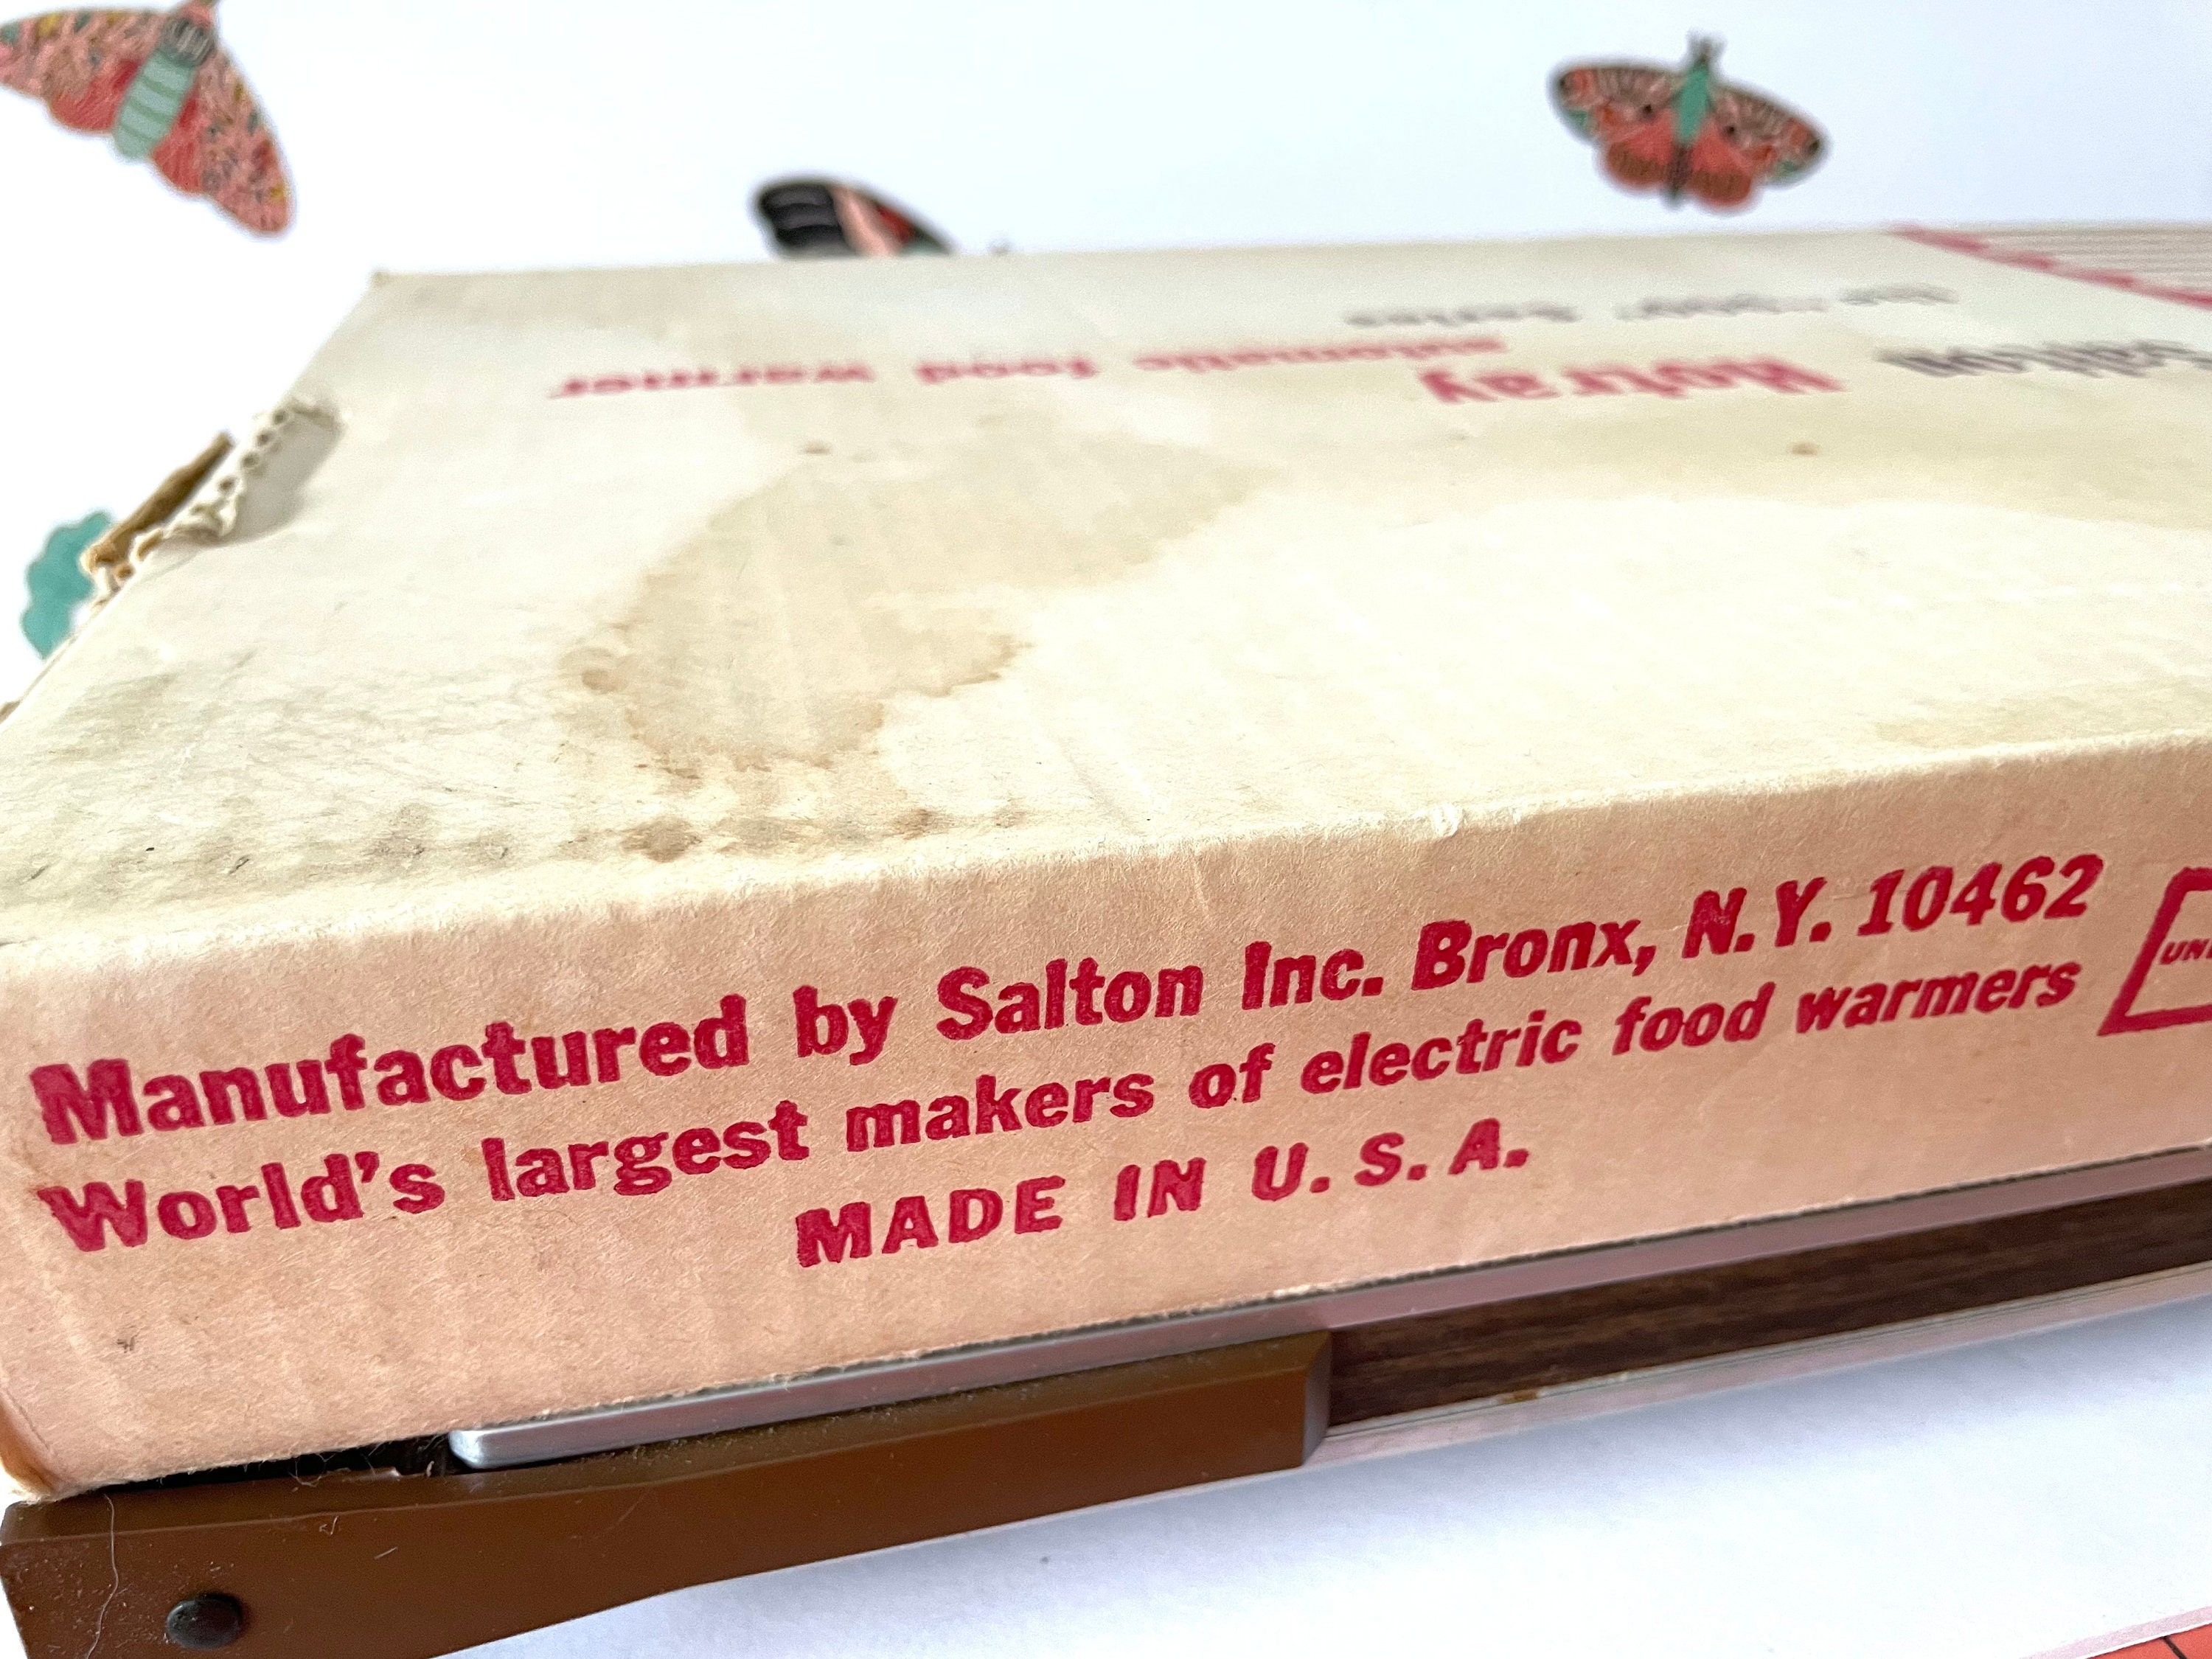 Salton Hotray
automatic food warmer
Manufactured by Salton Inc. Bronx, N.Y. 10462
World's largest makers of electric food warmers
MADE IN U.S.A.